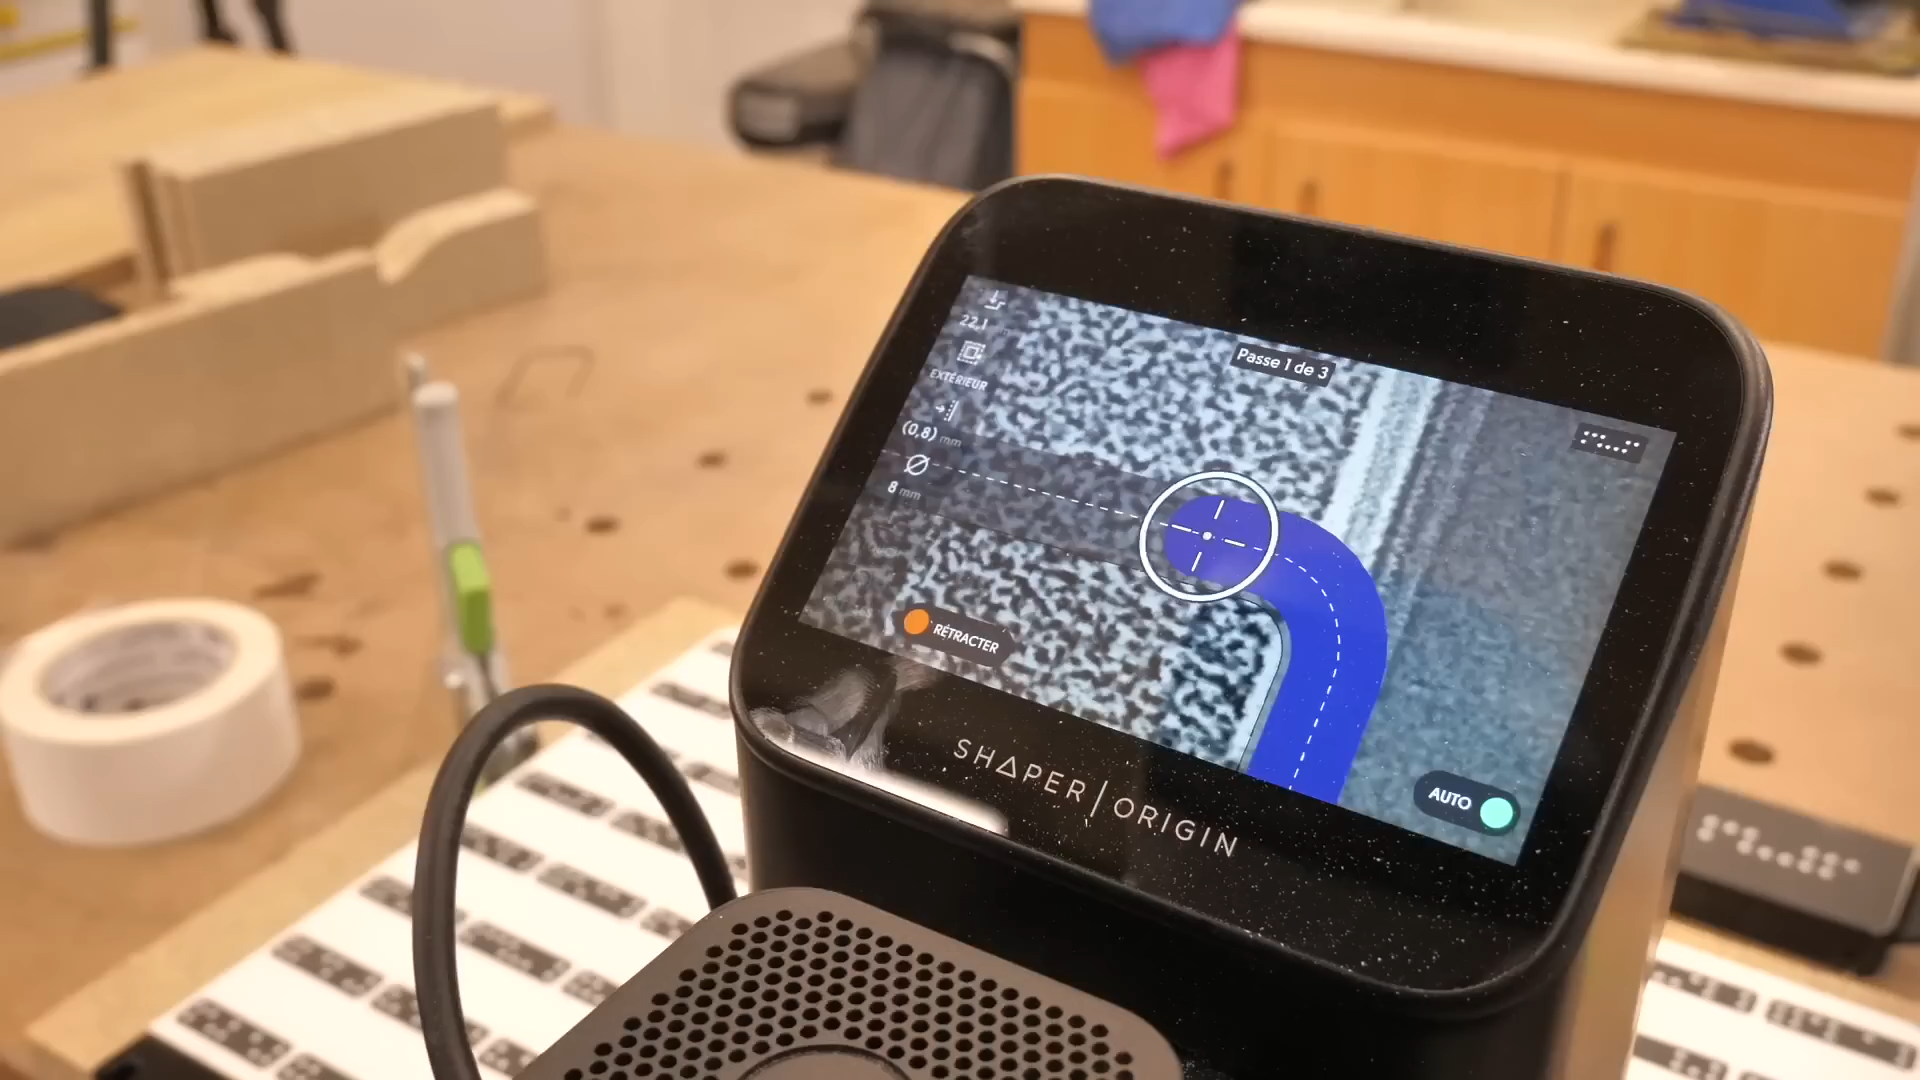 22,1
Passe 1 de 3
EXTÉRIEUR
(0,8) mm
8 mm
RÉTRACTER
AUTO
SHAPER|ORIGIN